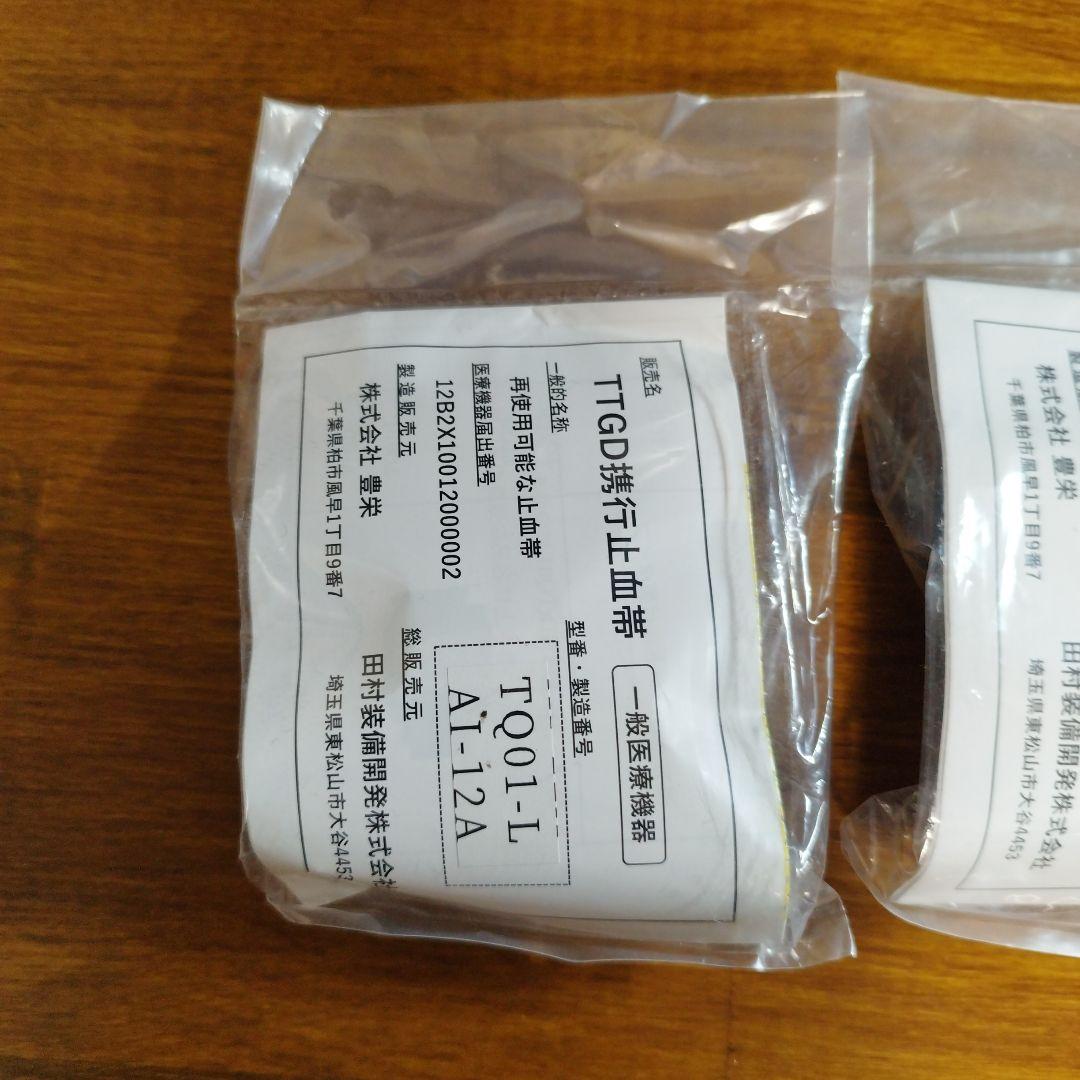 販売名
TTGD携行止血帯
一般医療機器
一般的名称
再使用可能な止血帯
医療機器届出番号
12B2X10012000002
型番・製造番号
TQ01-L
AI-12A
製造販売元
株式会社 豊栄
千葉県柏市風早1丁目9番7
総販売元
田村装備開発株式会社
埼玉県東松山市大谷4453
株式会社 豊栄
千葉県柏市風早1丁目9番7
田村装備開発株式会社
埼玉県東松山市大谷4453